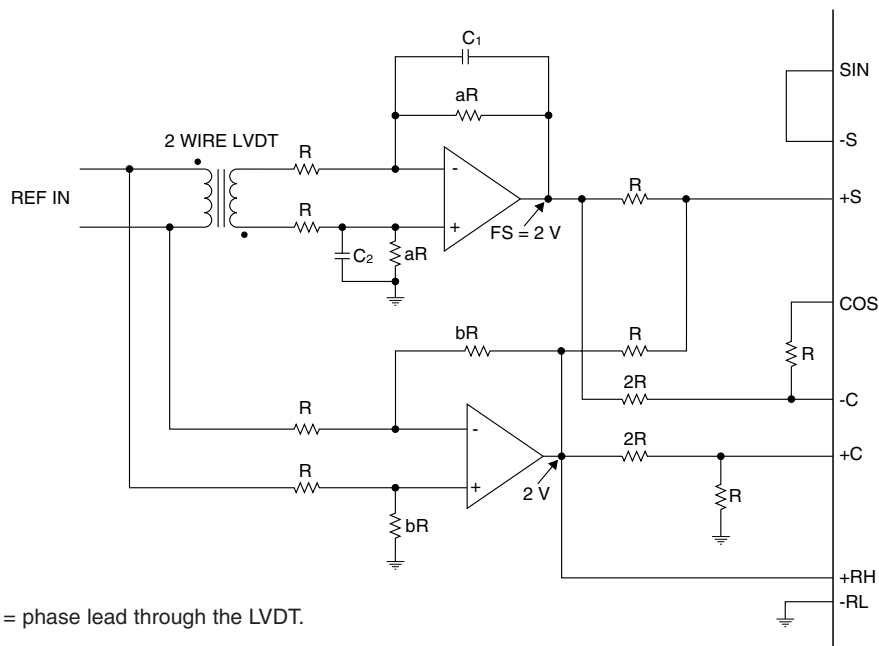 C1
aR
SIN
2 WIRE LVDT
R
-
-S
REF IN
R
+
R
+S
C2
aR
FS = 2 V
bR
R
COS
R
2R
-C
R
-
2R
+C
R
+
2 V
R
bR
+RH
-RL
= phase lead through the LVDT.